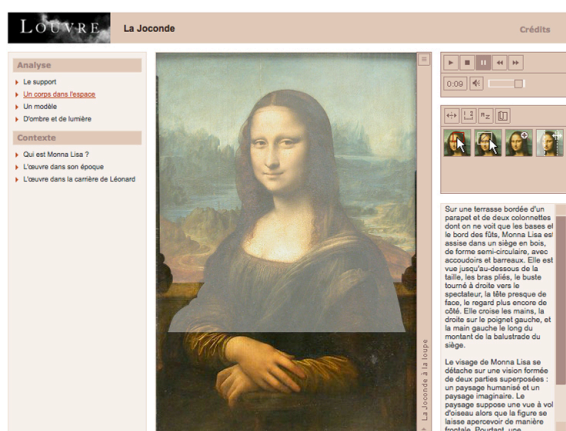 LOUVRE
La Joconde
Crédits
Analyse
Le support
Un corps dans l'espace
Un modèle
D'ombre et de lumière
Contexte
Qui est Monna Lisa ?
L'œuvre dans son époque
L'œuvre dans la carrière de Léonard
0:09
La Joconde à la loupe
Sur une terrasse bordée d'un
parapet et de deux colonnettes
dont on ne voit que les bases et
le bord des fûts, Monna Lisa est
assise dans un siège en bois,
de forme semi-circulaire, avec
accoudoirs et barreaux. Elle est
vue jusqu'au-dessous de la
taille, les bras pliés, le buste
tourné à droite vers le
spectateur, la tête presque de
face, le regard plus encore de
côté. Elle croise les mains, la
droite sur le poignet gauche, et
la main gauche le long du
montant de la balustrade du
siège.
Le visage de Monna Lisa se
détache sur une vision formée
de deux parties superposées :
un paysage humanisé et un
paysage imaginaire. Le
paysage suppose une vue à vol
d'oiseau alors que la figure se
laisse apercevoir de manière
frontale. Pourtant, une